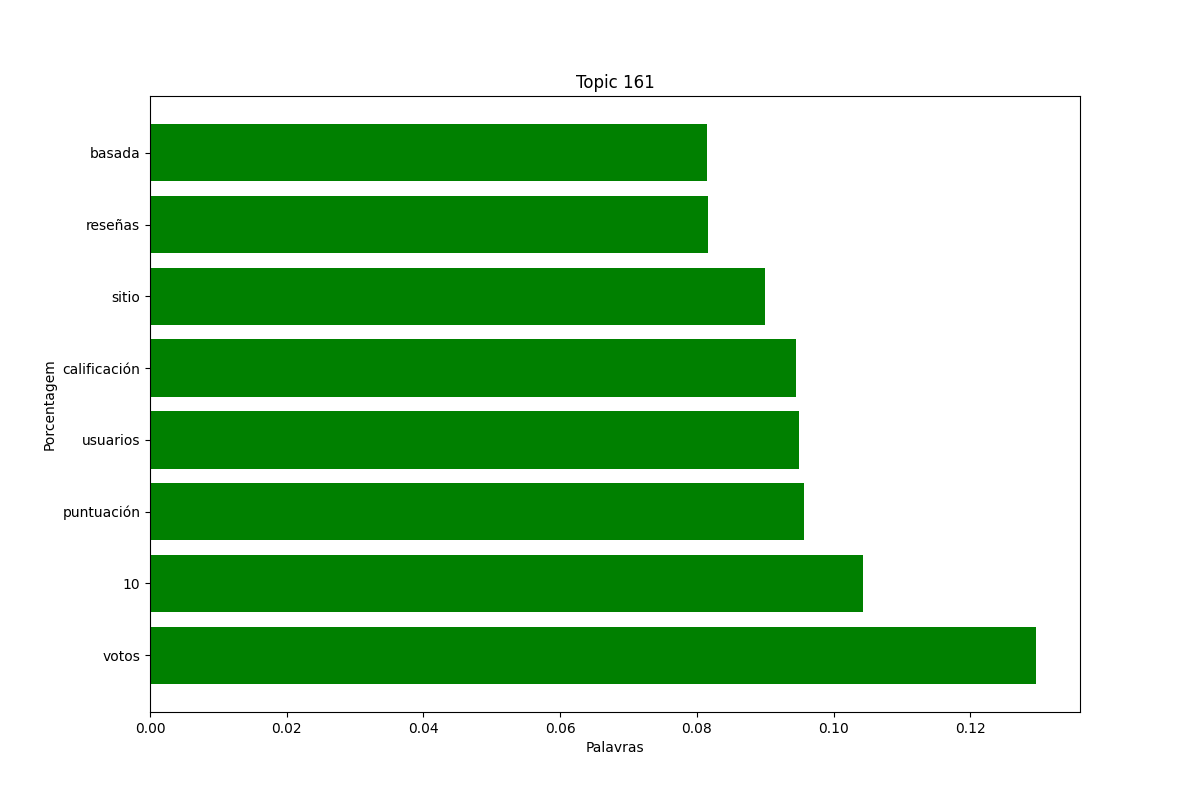 Topic 161
basada
reseñas
sitio
calificación
usuarios
puntuación
10
votos
Porcentagem
0.00 0.02 0.04 0.06 0.08 0.10 0.12
Palavras